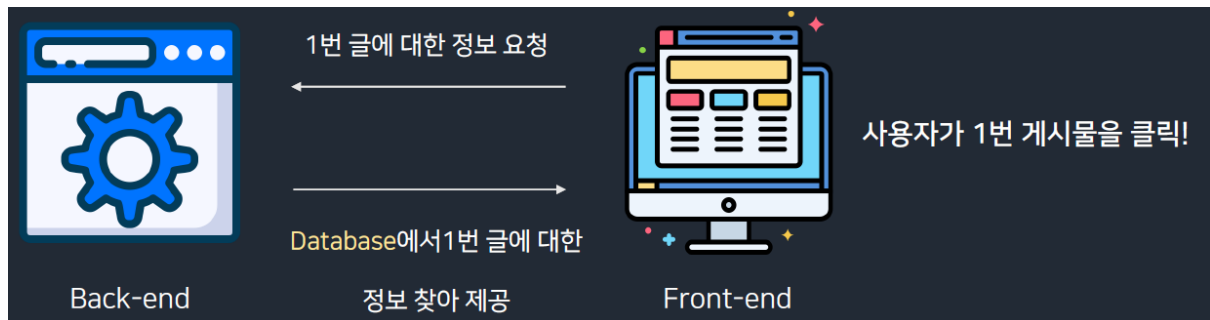 1번 글에 대한 정보 요청
사용자가 1번 게시물을 클릭!
Database에서1번 글에 대한
정보 찾아 제공
Back-end
Front-end